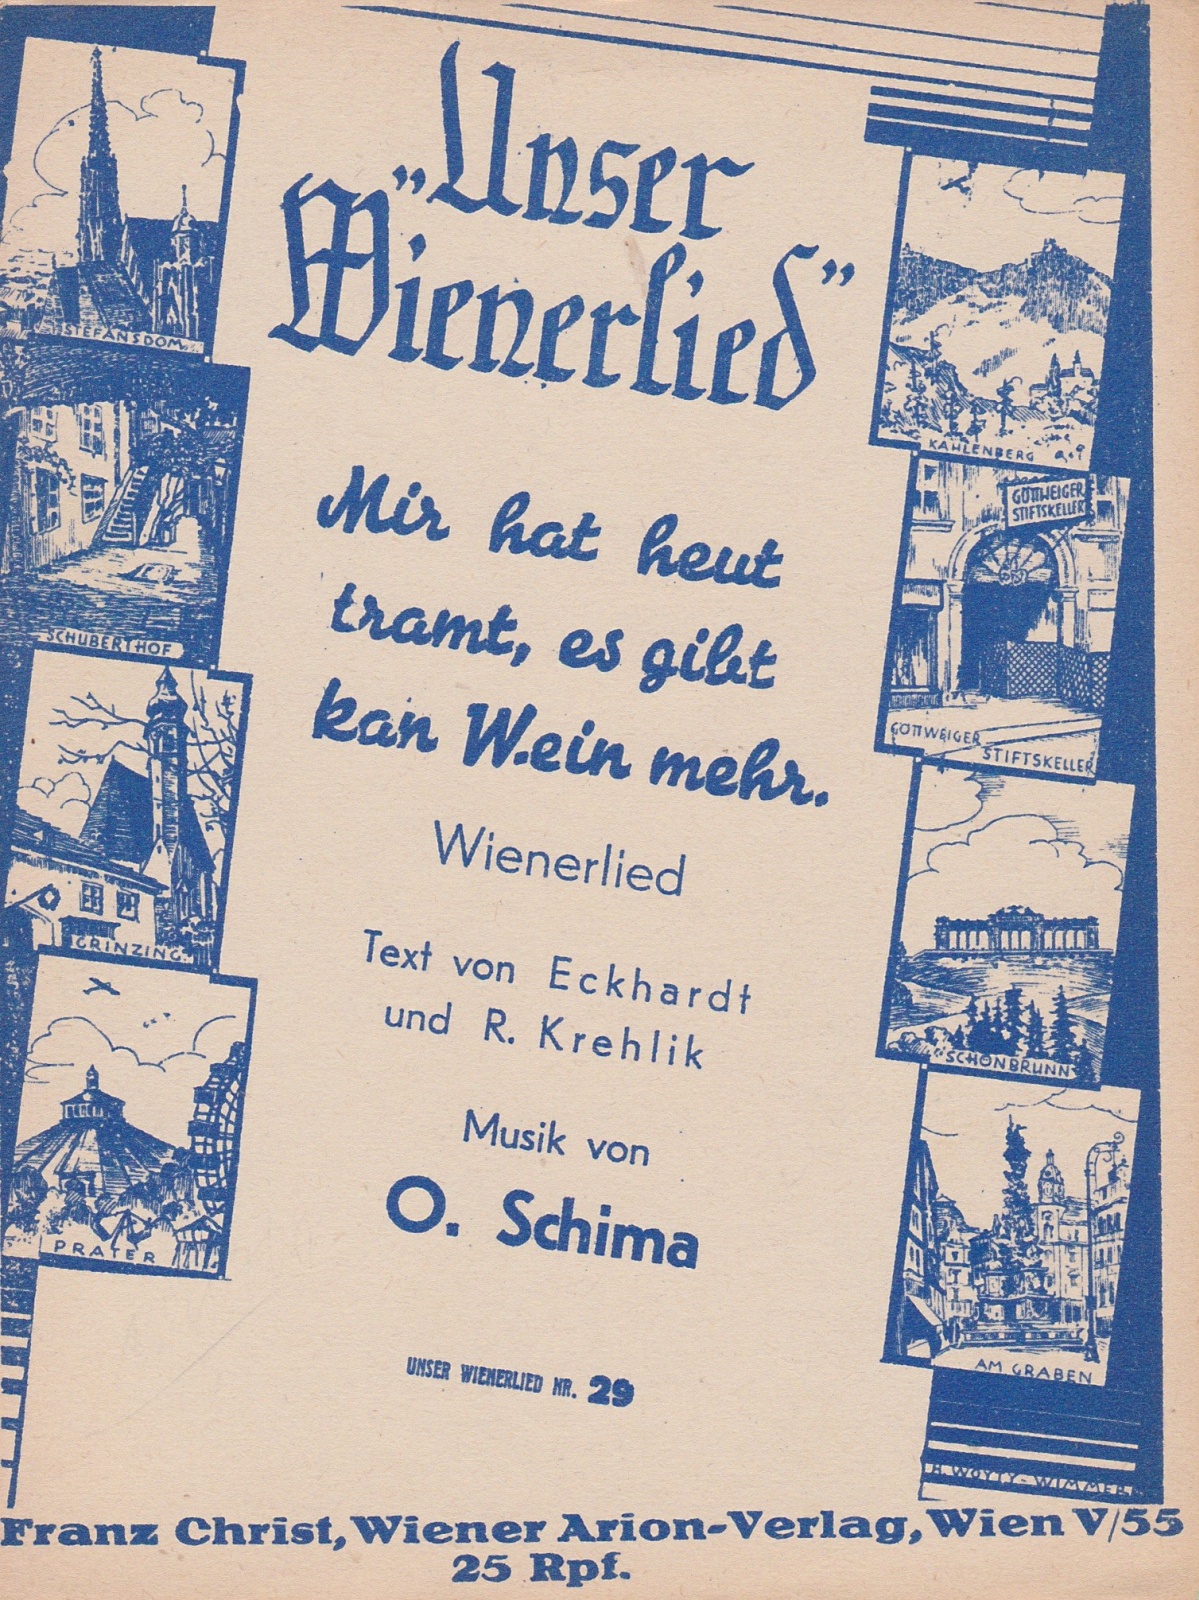 „Unser
Wienerlied”
Mir hat heut
tramt, es gibt
kan W.ein mehr.
Wienerlied
Text von Eckhardt
und R. Krehlik
Musik von
O. Schima
UNSER WIENERLIED NR. 29
STEFANSDOM
SCHUBERTHOF
GRINZING
PRATER
KAHLENBERG
GÖTTWEIGER
STIFTSKELLER
GÖTTWEIGER
STIFTSKELLER
SCHÖNBRUNN
AM GRABEN
H. WOYTY-WIMMER
Franz Christ, Wiener Arion-Verlag, Wien V/55
25 Rpf.